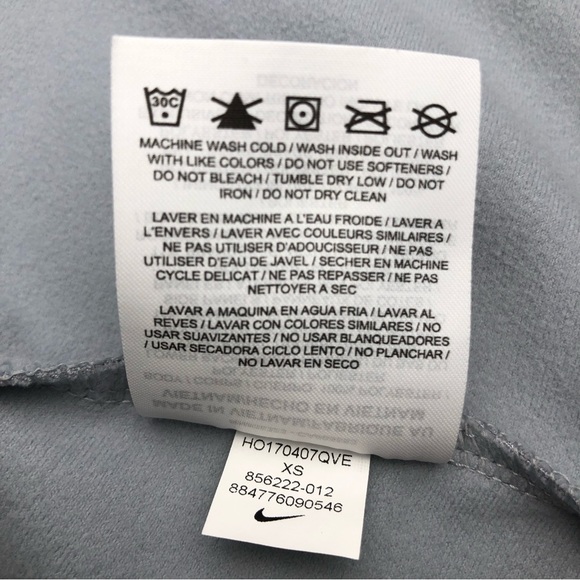 30C
MACHINE WASH COLD / WASH INSIDE OUT / WASH
WITH LIKE COLORS / DO NOT USE SOFTENERS /
DO NOT BLEACH / TUMBLE DRY LOW / DO NOT
IRON / DO NOT DRY CLEAN
LAVER EN MACHINE A L'EAU FROIDE / LAVER A
L'ENVERS / LAVER AVEC COULEURS SIMILAIRES /
NE PAS UTILISER D'ADOUCISSEUR / NE PAS
UTILISER D'EAU DE JAVEL / SECHER EN MACHINE
CYCLE DELICAT / NE PAS REPASSER / NE PAS
NETTOYER A SEC
LAVAR A MAQUINA EN AGUA FRIA / LAVAR AL
REVES / LAVAR CON COLORES SIMILARES / NO
USAR SUAVIZANTES / NO USAR BLANQUEADORES
/ USAR SECADORA CICLO LENTO / NO PLANCHAR /
NO LAVAR EN SECO
HO170407QVE
XS
856222-012
884776090546